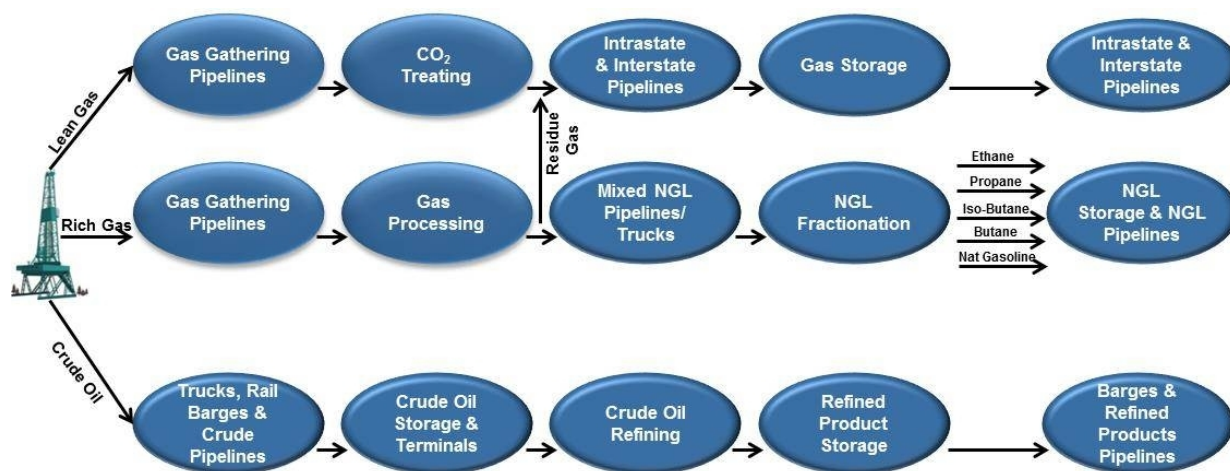 Gas Gathering
Pipelines
CO₂
Treating
Intrastate
& Interstate
Pipelines
Gas Storage
Intrastate &
Interstate
Pipelines
Lean Gas
Residue
Gas
Rich Gas
Gas Gathering
Pipelines
Gas
Processing
Mixed NGL
Pipelines/
Trucks
NGL
Fractionation
Ethane
Propane
Iso-Butane
Butane
Nat Gasoline
NGL
Storage & NGL
Pipelines
Crude Oil
Trucks, Rail
Barges &
Crude
Pipelines
Crude Oil
Storage &
Terminals
Crude Oil
Refining
Refined
Product
Storage
Barges &
Refined
Products
Pipelines